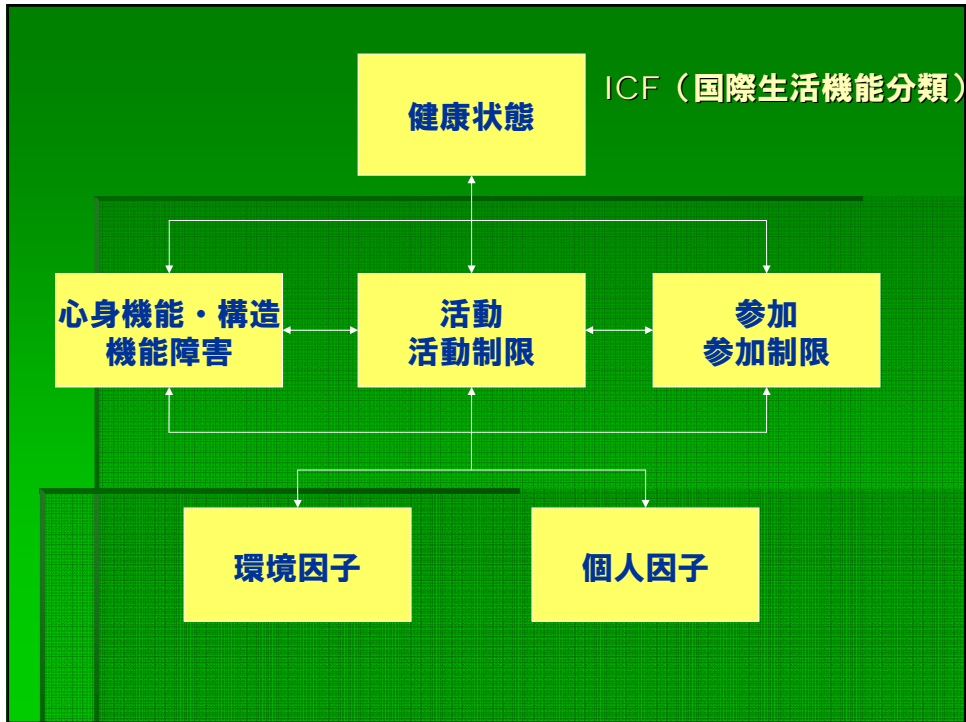 ICF（国際生活機能分類）
健康状態
心身機能・構造
機能障害
活動
活動制限
参加
参加制限
環境因子
個人因子